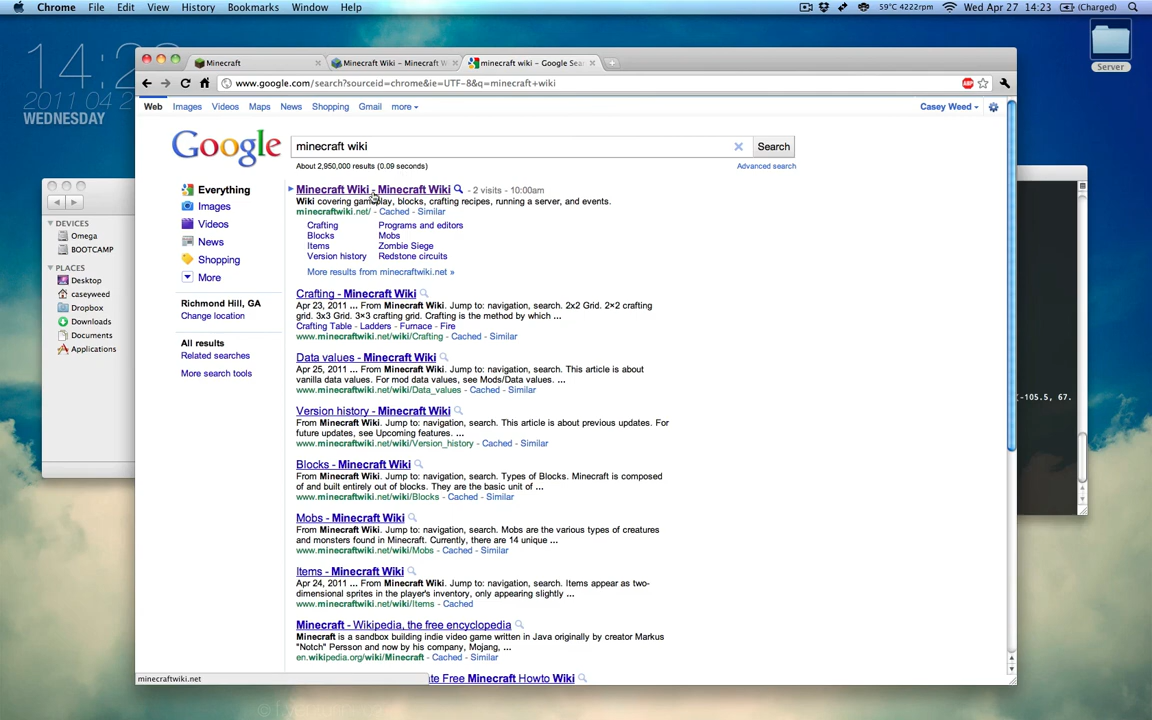 Chrome File Edit View History Bookmarks Window Help 59°C 4222rpm Wed Apr 27 14:23 (Charged)
14:2
2011 04 2
WEDNESDAY
Server
Minecraft Minecraft Wiki – Minecraft W minecraft wiki - Google Sea
www.google.com/search?sourceid=chrome&ie=UTF-8&q=minecraft+wiki
Web Images Videos Maps News Shopping Gmail more Casey Weed
Google
minecraft wiki
Search
About 2,950,000 results (0.09 seconds)
Advanced search
Everything
Images
Videos
News
Shopping
More
Richmond Hill, GA
Change location
All results
Related searches
More search tools
Minecraft Wiki - Minecraft Wiki - 2 visits - 10:00am
Wiki covering gameplay, blocks, crafting recipes, running a server, and events.
minecraftwiki.net/ - Cached - Similar
Crafting Programs and editors
Blocks Mobs
Items Zombie Siege
Version history Redstone circuits
More results from minecraftwiki.net »
Crafting - Minecraft Wiki
Apr 23, 2011 ... From Minecraft Wiki. Jump to: navigation, search. 2x2 Grid. 2×2 crafting
grid. 3x3 Grid. 3×3 crafting grid. Crafting is the method by which ...
Crafting Table - Ladders - Furnace - Fire
www.minecraftwiki.net/wiki/Crafting - Cached - Similar
Data values - Minecraft Wiki
Apr 25, 2011 ... From Minecraft Wiki. Jump to: navigation, search. This article is about
vanilla data values. For mod data values, see Mods/Data values. ...
www.minecraftwiki.net/wiki/Data_values - Cached - Similar
Version history - Minecraft Wiki
From Minecraft Wiki. Jump to: navigation, search. This article is about previous updates. For
future updates, see Upcoming features. ...
www.minecraftwiki.net/wiki/Version_history - Cached - Similar
Blocks - Minecraft Wiki
From Minecraft Wiki. Jump to: navigation, search. Types of Blocks. Minecraft is composed
of and built entirely out of blocks. They are the basic unit of ...
www.minecraftwiki.net/wiki/Blocks - Cached - Similar
Mobs - Minecraft Wiki
From Minecraft Wiki. Jump to: navigation, search. Mobs are the various types of creatures
and monsters found in Minecraft. Currently, there are 14 unique ...
www.minecraftwiki.net/wiki/Mobs - Cached - Similar
Items - Minecraft Wiki
Apr 24, 2011 ... From Minecraft Wiki. Jump to: navigation, search. Items appear as two-
dimensional sprites in the player's inventory, only appearing slightly ...
www.minecraftwiki.net/wiki/Items - Cached
Minecraft - Wikipedia, the free encyclopedia
Minecraft is a sandbox building indie video game written in Java originally by creator Markus
"Notch" Persson and now by his company, Mojang, ...
en.wikipedia.org/wiki/Minecraft - Cached - Similar
ate Free Minecraft Howto Wiki
minecraftwiki.net
DEVICES
Omega
BOOTCAMP
PLACES
Desktop
caseyweed
Dropbox
Downloads
Documents
Applications
-105.5, 67.